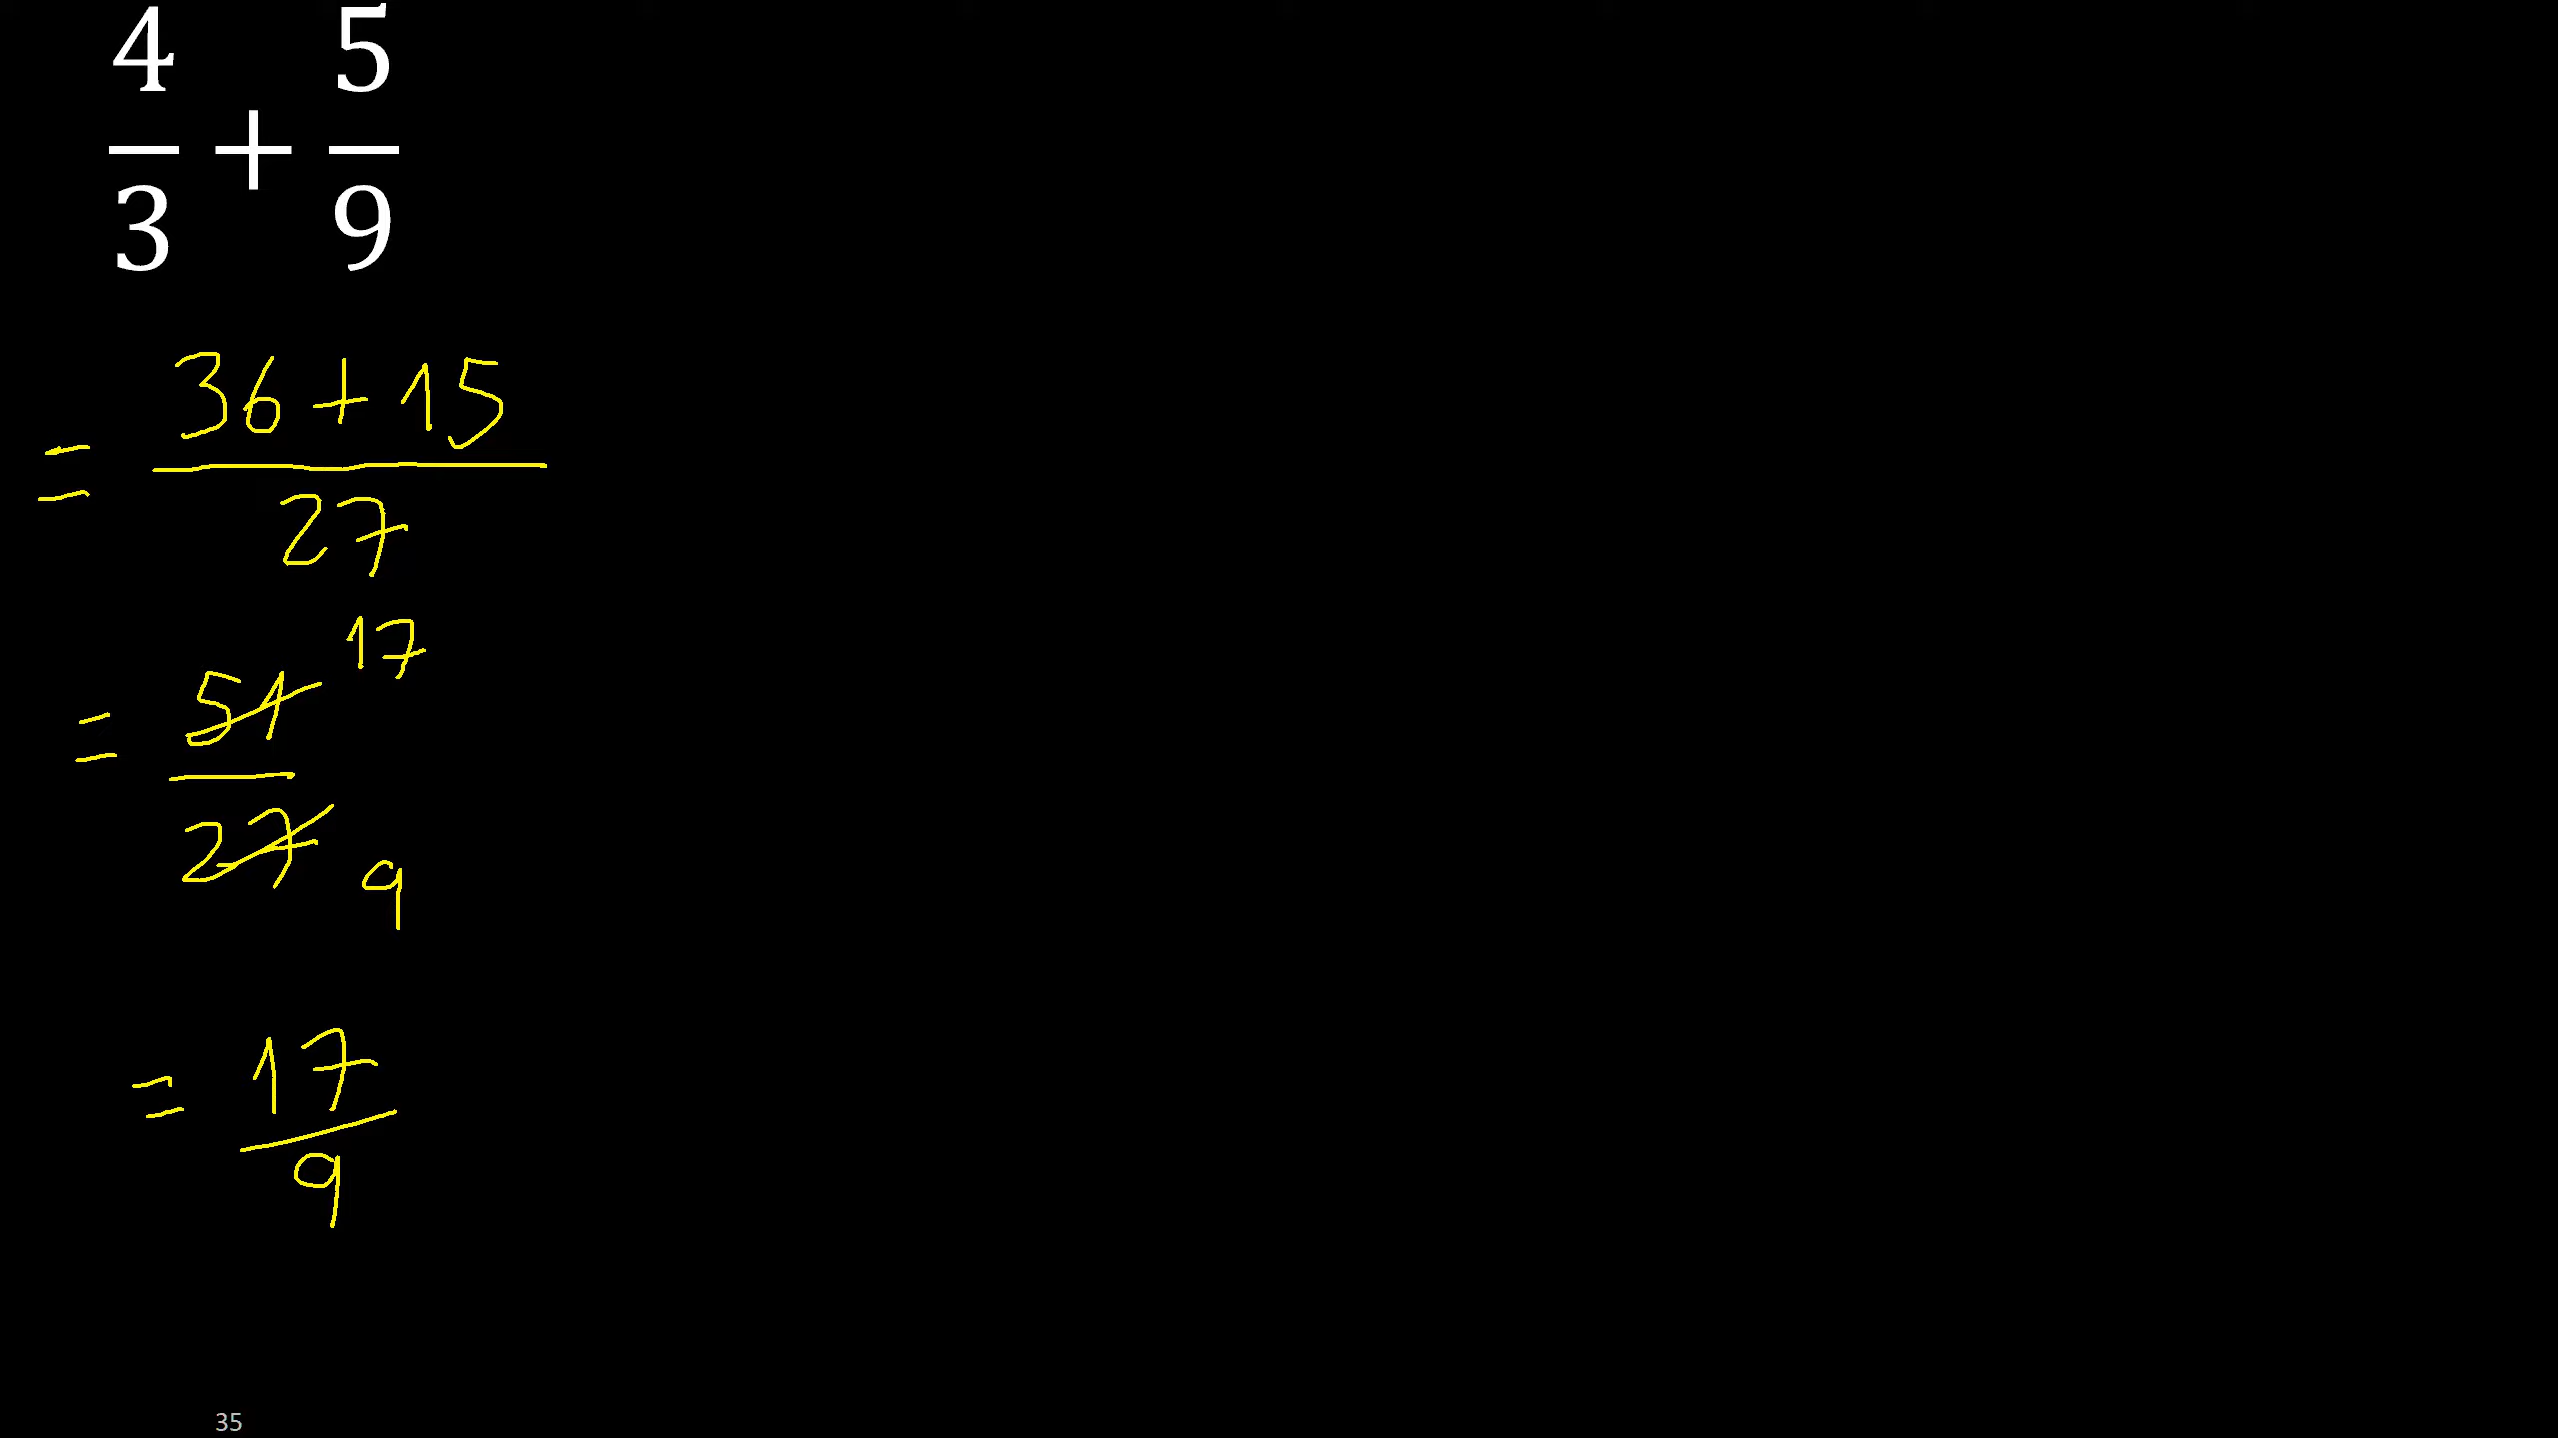 4/3 + 5/9
= 36+15/27
= 51/27 17/9
= 17/9
35